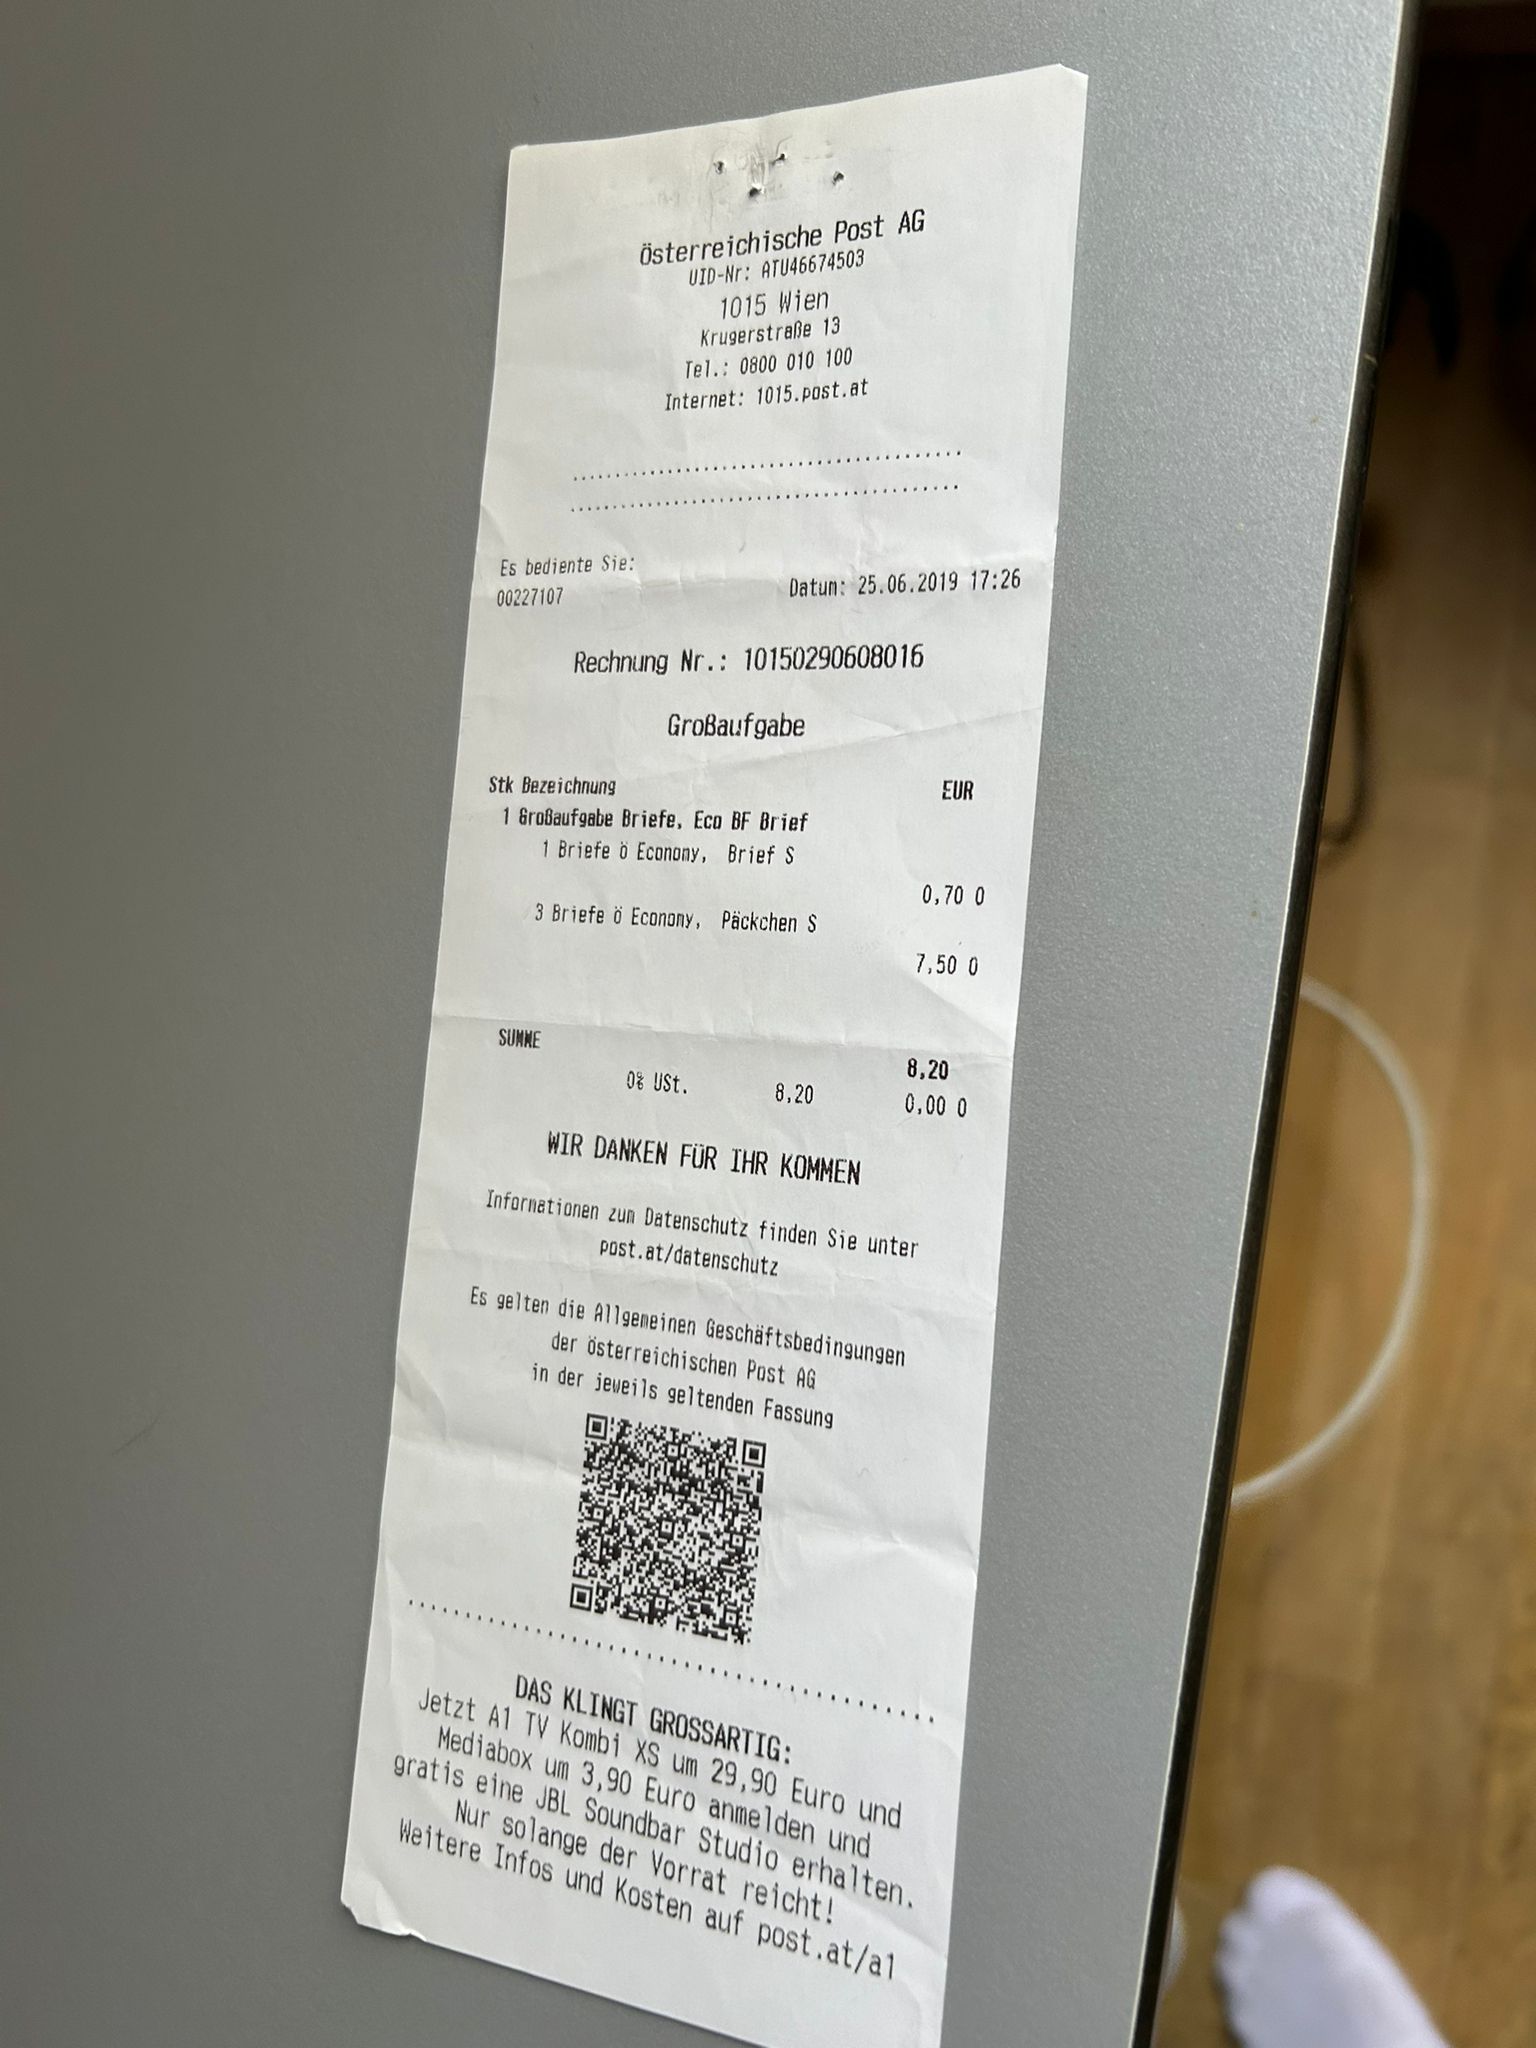 Österreichische Post AG
UID-Nr: ATU46674503
1015 Wien
Krugerstraße 13
Tel.: 0800 010 100
Internet: 1015.post.at
Es bediente Sie:
00227107 Datum: 25.06.2019 17:26
Rechnung Nr.: 10150290608016
Großaufgabe
Stk Bezeichnung EUR
1 Großaufgabe Briefe, Eco BF Brief
1 Briefe ö Economy, Brief S
0,70 0
3 Briefe ö Economy, Päckchen S
7,50 0
SUMME 8,20
0% USt. 8,20 0,00 0
WIR DANKEN FÜR IHR KOMMEN
Informationen zum Datenschutz finden Sie unter
post.at/datenschutz
Es gelten die Allgemeinen Geschäftsbedingungen
der Österreichischen Post AG
in der jeweils geltenden Fassung
DAS KLINGT GROSSARTIG:
Jetzt A1 TV Kombi XS um 29,90 Euro und
Mediabox um 3,90 Euro anmelden und
gratis eine JBL Soundbar Studio erhalten.
Nur solange der Vorrat reicht!
Weitere Infos und Kosten auf post.at/a1